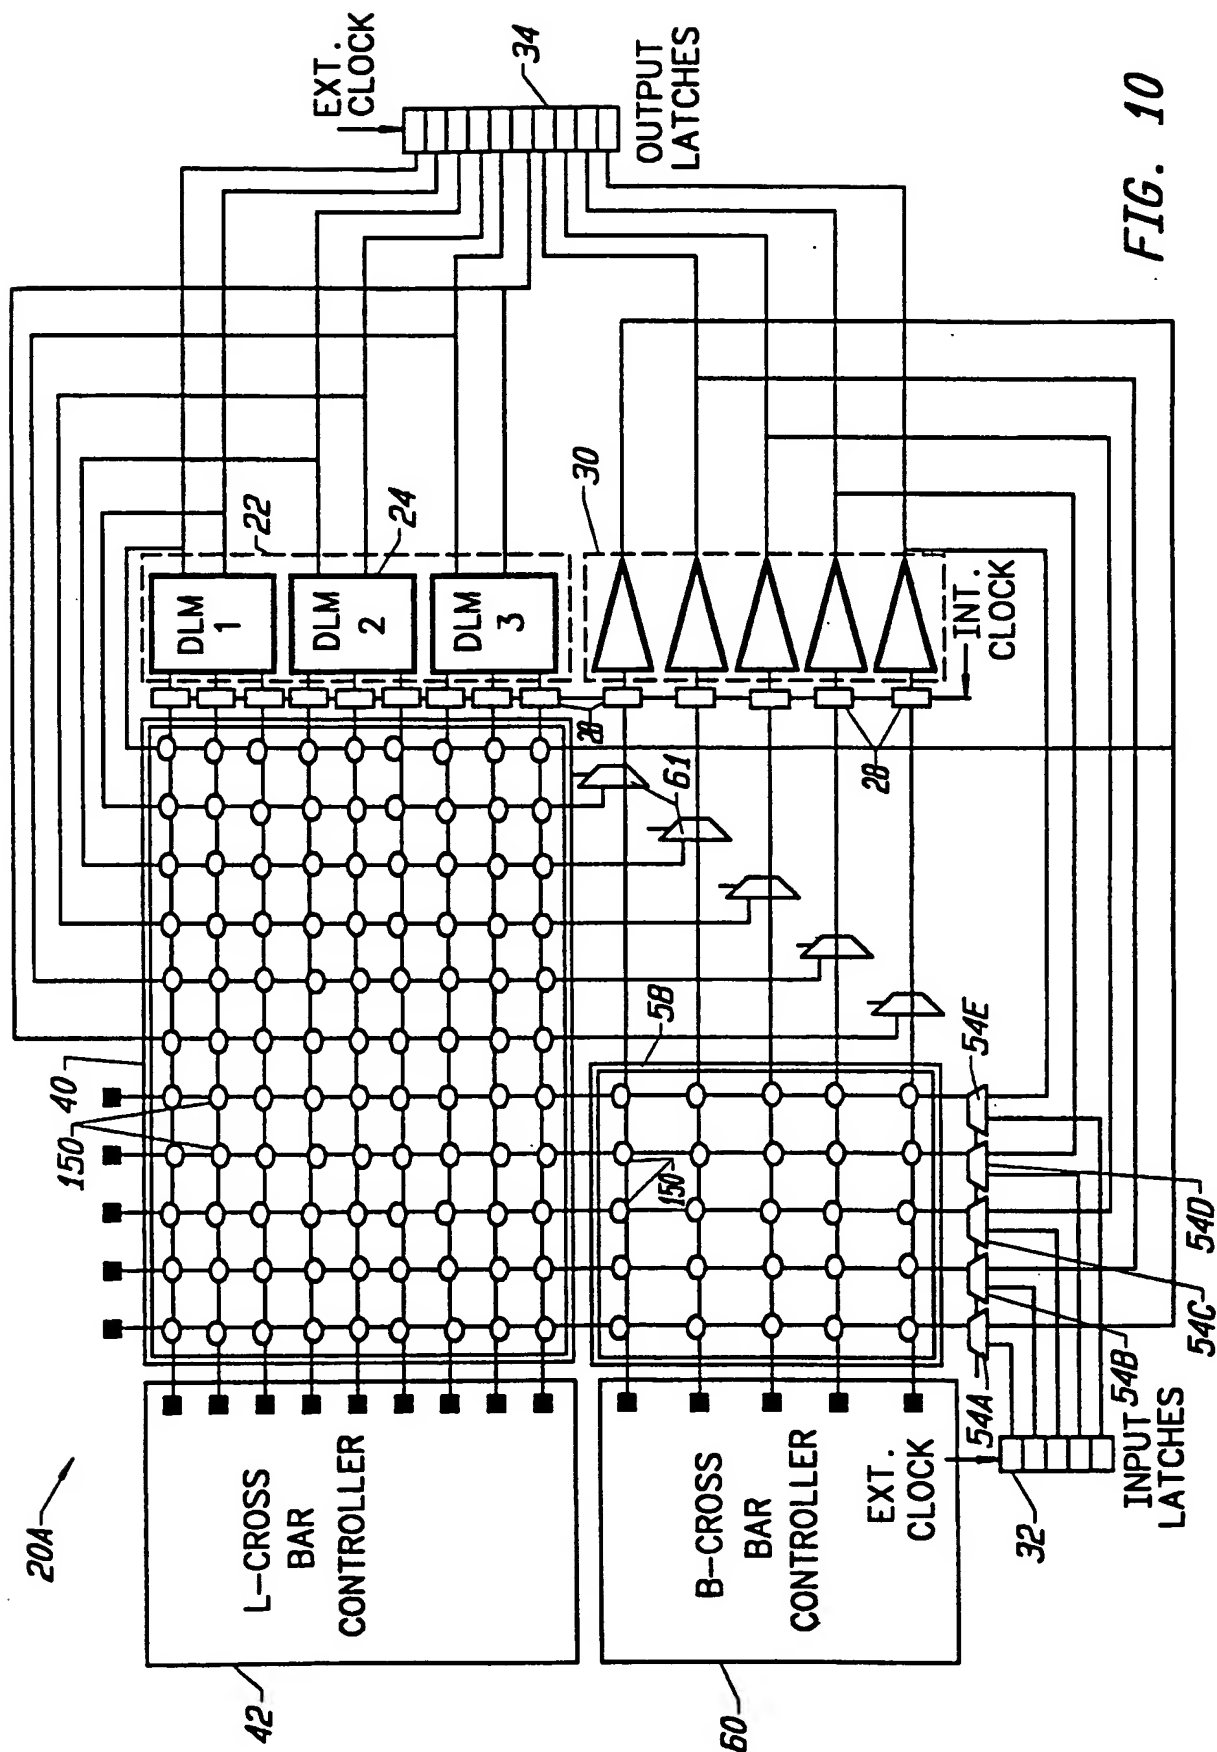 20A
42
L-CROSS
BAR
CONTROLLER
60
B-CROSS
BAR
CONTROLLER
EXT.
CLOCK
32
INPUT
LATCHES
54A
54B
54C
54D
54E
150
40
150
58
61
28
28
INT.
CLOCK
22
DLM
1
DLM
2
24
DLM
3
30
EXT.
CLOCK
34
OUTPUT
LATCHES
FIG. 10